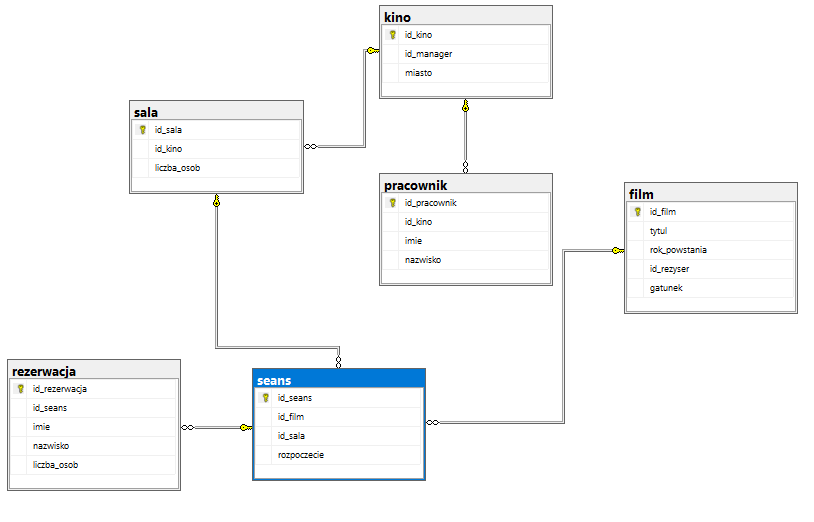 kino
id_kino
id_manager
miasto
sala
id_sala
id_kino
liczba_osob
pracownik
id_pracownik
id_kino
imie
nazwisko
film
id_film
tytul
rok_powstania
id_rezyser
gatunek
rezerwacja
id_rezerwacja
id_seans
imie
nazwisko
liczba_osob
seans
id_seans
id_film
id_sala
rozpoczecie